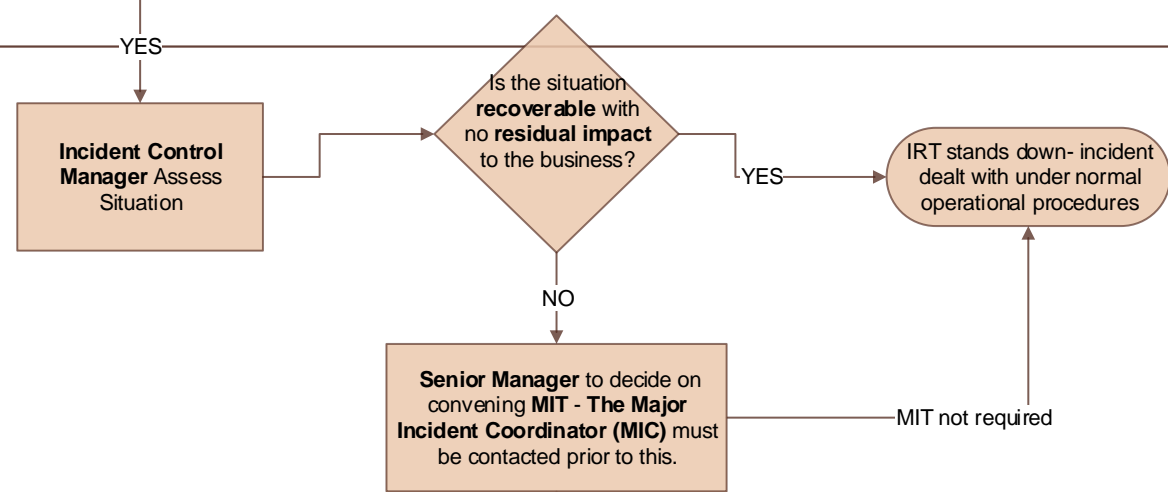 YES
Incident Control
Manager Assess
Situation
Is the situation
recoverable with
no residual impact
to the business?
YES
IRT stands down- incident
dealt with under normal
operational procedures
NO
Senior Manager to decide on
convening MIT - The Major
Incident Coordinator (MIC) must
be contacted prior to this.
MIT not required